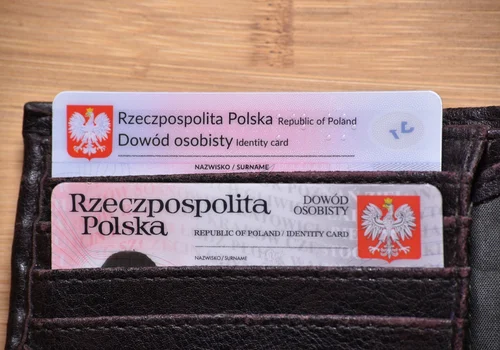 Rzeczpospolita Polska Republic of Poland
Dowód osobisty Identity card
NAZWISKO / SURNAME
Rzeczpospolita
Polska
DOWÓD
OSOBISTY
REPUBLIC OF POLAND / IDENTITY CARD
NAZWISKO / SURNAME